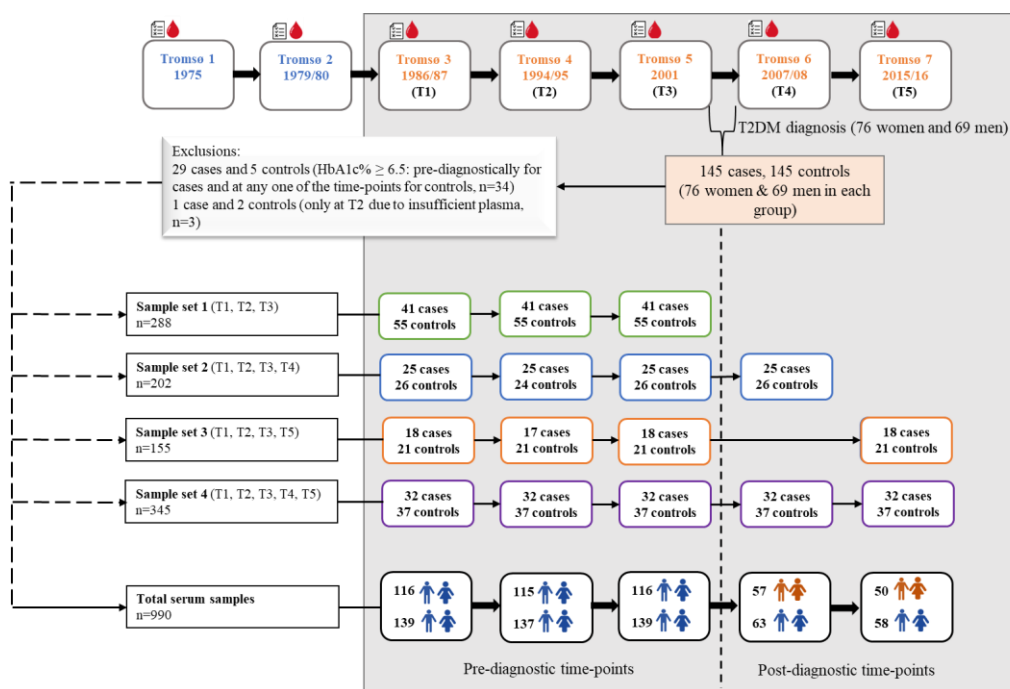 Tromsø 1
1975
Tromsø 2
1979/80
Tromsø 3
1986/87
(T1)
Tromsø 4
1994/95
(T2)
Tromsø 5
2001
(T3)
Tromsø 6
2007/08
(T4)
Tromsø 7
2015/16
(T5)
T2DM diagnosis (76 women and 69 men)
Exclusions:
29 cases and 5 controls (HbA1c% ≥ 6.5: pre-diagnostically for
cases and at any one of the time-points for controls, n=34)
1 case and 2 controls (only at T2 due to insufficient plasma,
n=3)
145 cases, 145 controls
(76 women & 69 men in each
group)
Sample set 1 (T1, T2, T3)
n=288
41 cases
55 controls
41 cases
55 controls
41 cases
55 controls
Sample set 2 (T1, T2, T3, T4)
n=202
25 cases
26 controls
25 cases
24 controls
25 cases
26 controls
25 cases
26 controls
Sample set 3 (T1, T2, T3, T5)
n=155
18 cases
21 controls
17 cases
21 controls
18 cases
21 controls
18 cases
21 controls
Sample set 4 (T1, T2, T3, T4, T5)
n=345
32 cases
37 controls
32 cases
37 controls
32 cases
37 controls
32 cases
37 controls
32 cases
37 controls
Total serum samples
n=990
116
139
115
137
116
139
57
63
50
58
Pre-diagnostic time-points
Post-diagnostic time-points